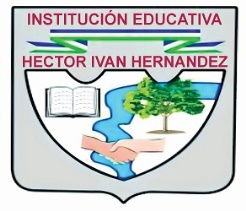 INSTITUCIÓN EDUCATIVA
HECTOR IVAN HERNANDEZ